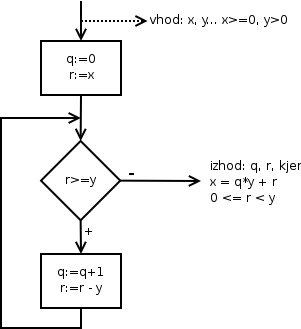 vhod: x, y... x>=0, y>0
q:=0
r:=x
r>=y
-
izhod: q, r, kjer
x = q*y + r
0 <= r < y
+
q:=q+1
r:=r - y